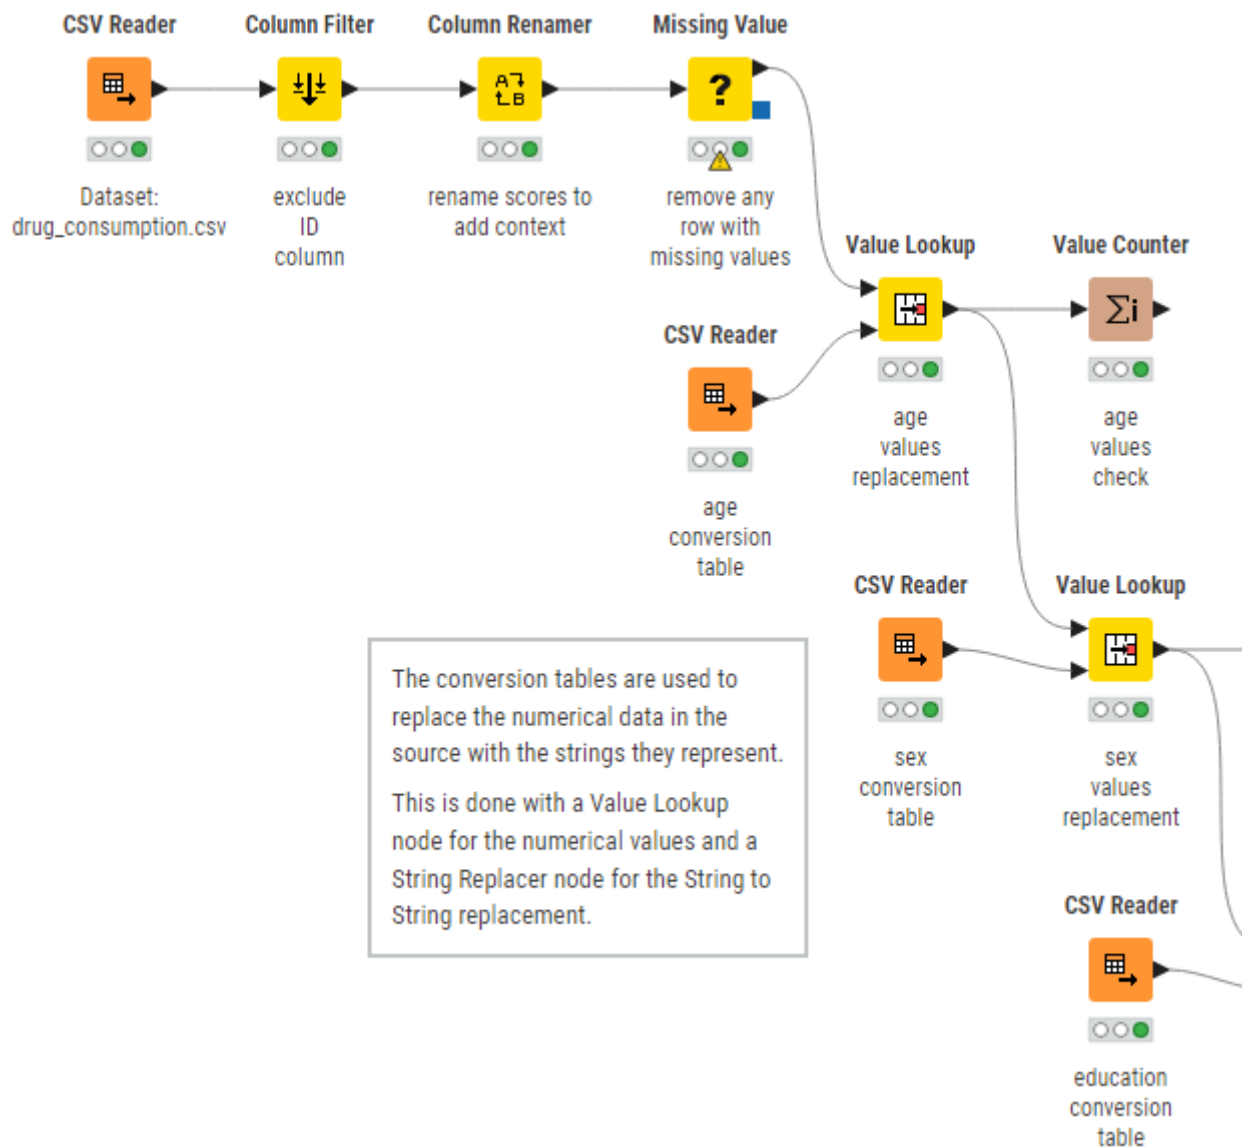 CSV Reader
Column Filter
Column Renamer
Missing Value
Dataset:
drug_consumption.csv
exclude
ID
column
rename scores to
add context
remove any
row with
missing values
Value Lookup
Value Counter
CSV Reader
age
values
replacement
age
values
check
age
conversion
table
CSV Reader
Value Lookup
sex
conversion
table
sex
values
replacement
The conversion tables are used to
replace the numerical data in the
source with the strings they represent.
This is done with a Value Lookup
node for the numerical values and a
String Replacer node for the String to
String replacement.
CSV Reader
education
conversion
table